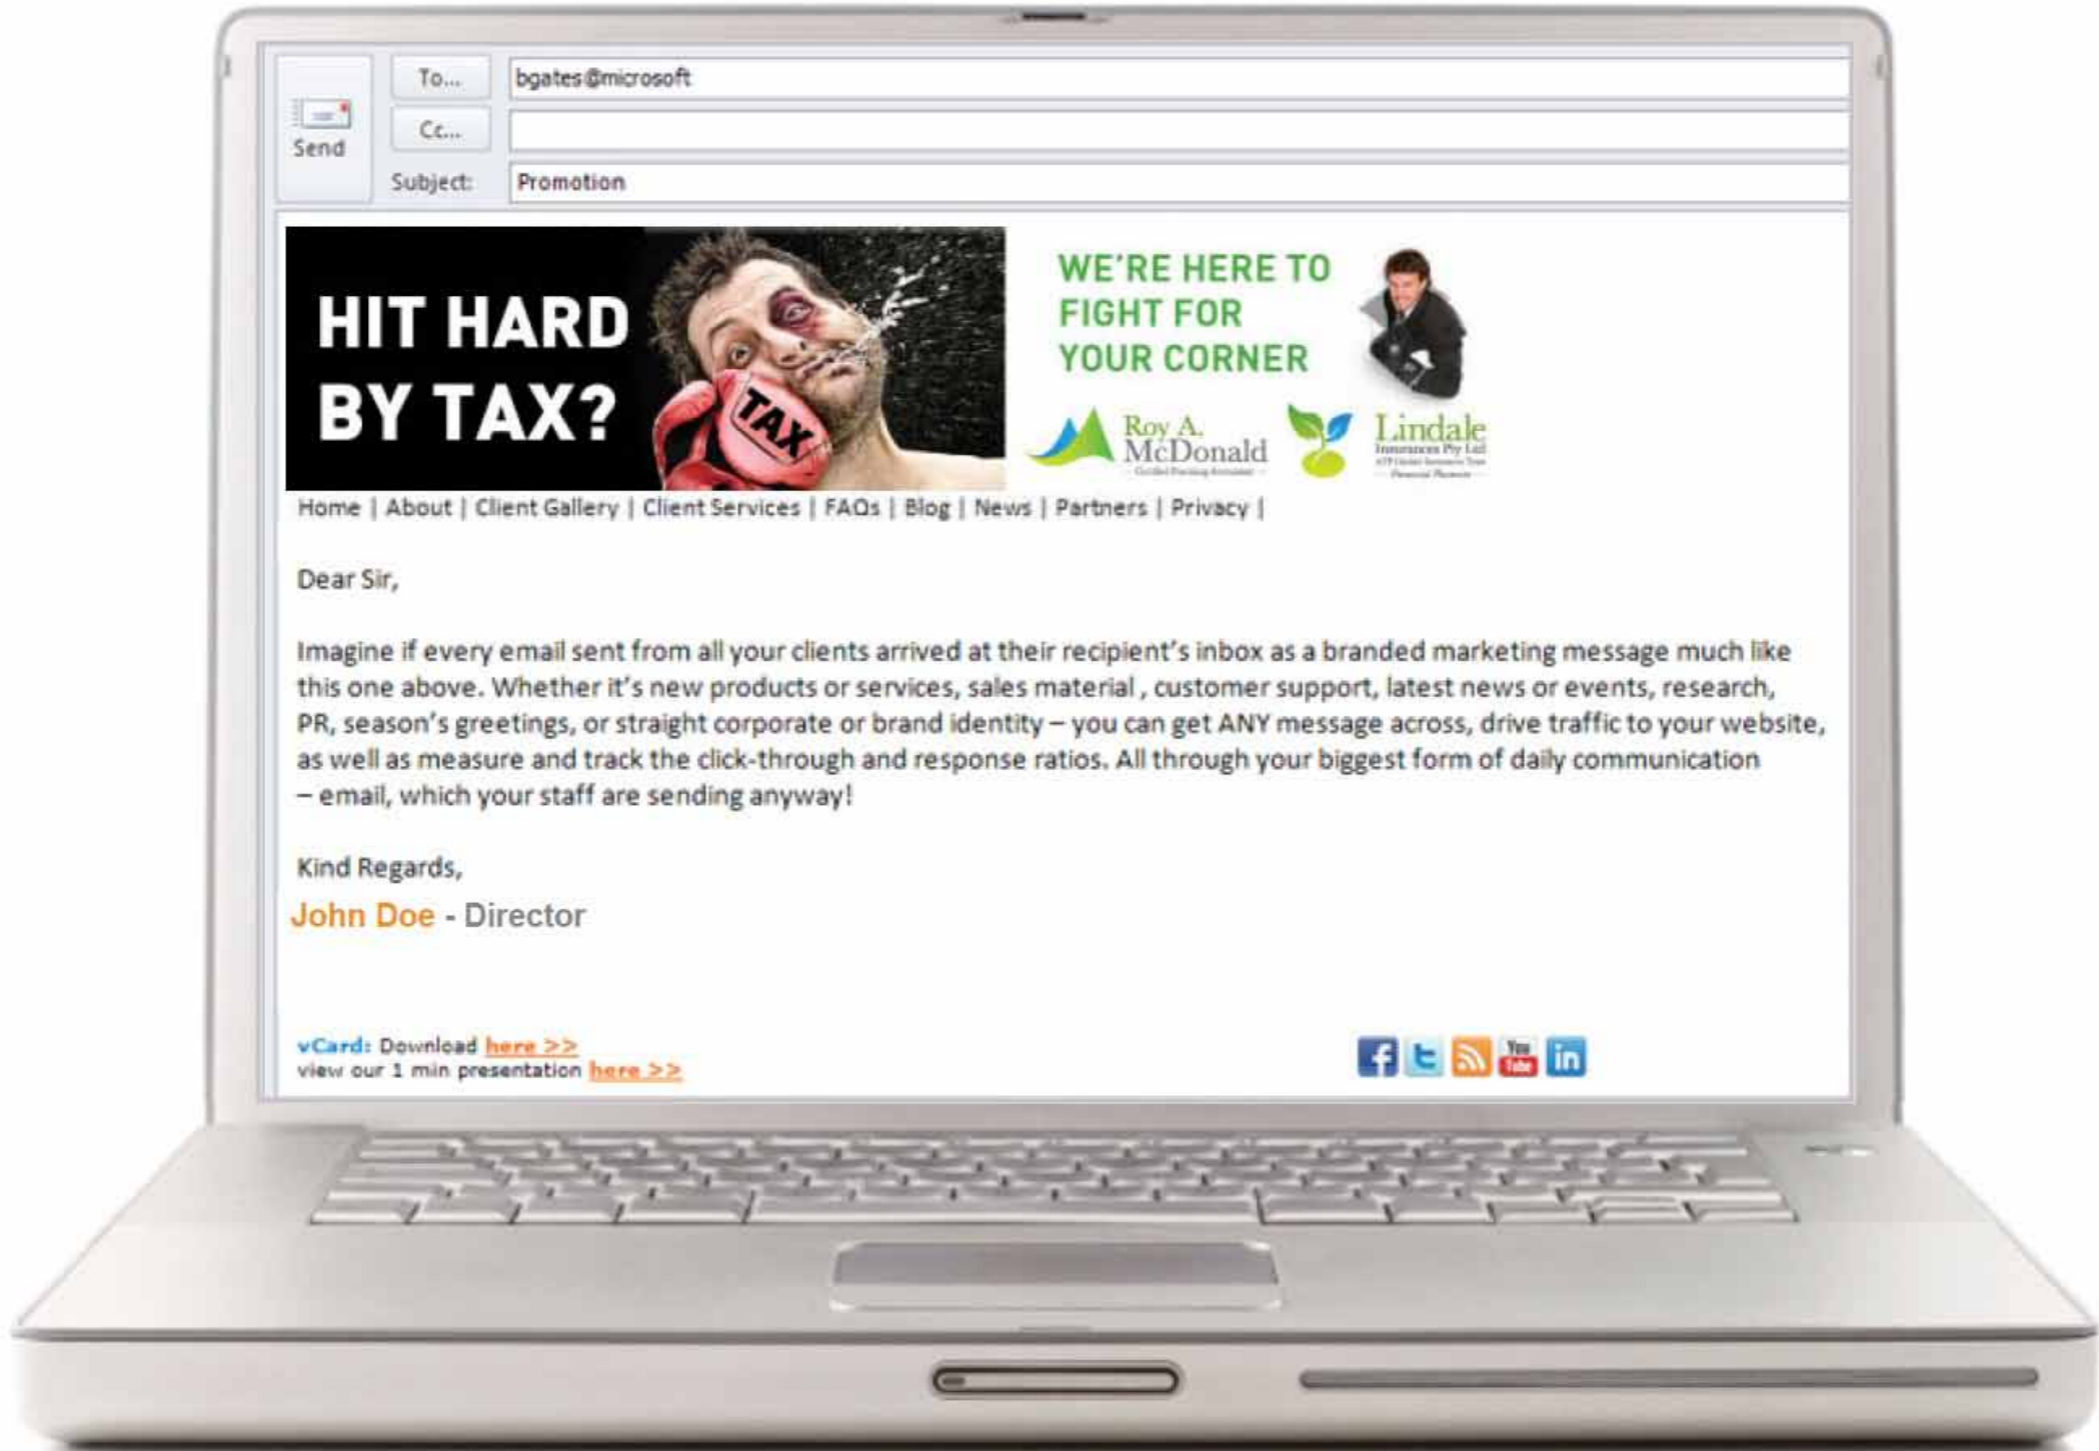 To...
bgates@microsoft
Send
Cc...
Subject:
Promotion
HIT HARD
BY TAX?
TAX
WE'RE HERE TO
FIGHT FOR
YOUR CORNER
Roy A.
McDonald
Lindale
Insurances Pty Ltd
Home | About | Client Gallery | Client Services | FAQs | Blog | News | Partners | Privacy |
Dear Sir,
Imagine if every email sent from all your clients arrived at their recipient's inbox as a branded marketing message much like
this one above. Whether it's new products or services, sales material , customer support, latest news or events, research,
PR, season's greetings, or straight corporate or brand identity – you can get ANY message across, drive traffic to your website,
as well as measure and track the click-through and response ratios. All through your biggest form of daily communication
– email, which your staff are sending anyway!
Kind Regards,
John Doe - Director
vCard: Download here >>
view our 1 min presentation here >>
f
t
You
Tube
in